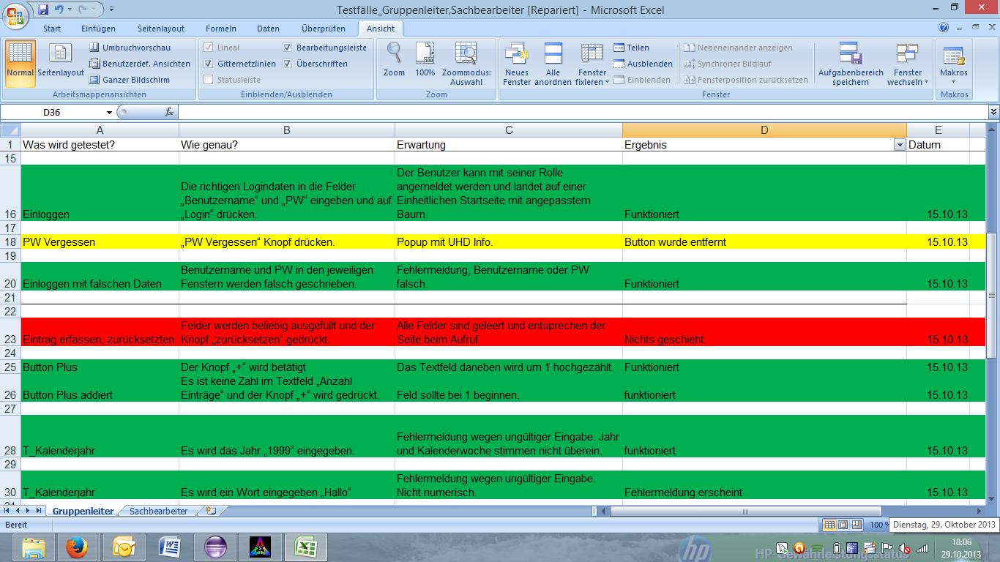 Testfälle_Gruppenleiter,Sachbearbeiter [Repariert] - Microsoft Excel
Start Einfügen Seitenlayout Formeln Daten Überprüfen Ansicht
Normal Seitenlayout Umbruchvorschau
Benutzerdef. Ansichten
Ganzer Bildschirm
Arbeitsmappenansichten
Lineal Bearbeitungsleiste
Gitternetzlinien Überschriften
Statusleiste
Einblenden/Ausblenden
Zoom 100% Zoommodus: Auswahl
Zoom
Neues Fenster Alle anordnen Fenster fixieren
Teilen
Ausblenden
Einblenden
Nebeneinander anzeigen
Synchroner Bildlauf
Fensterposition zurücksetzen
Aufgabenbereich speichern Fenster wechseln
Fenster
Makros
Makros
D36 fx
A B C D E
1 Was wird getestet? Wie genau? Erwartung Ergebnis Datum
15
Der Benutzer kann mit seiner Rolle
Die richtigen Logindaten in die Felder angemeldet werden und landet auf einer
„Benutzername“ und „PW“ eingeben und auf Einheitlichen Startseite mit angepasstem
16 Einloggen „Login“ drücken. Baum. Funktioniert 15.10.13
17
18 PW Vergessen „PW Vergessen“ Knopf drücken. Popup mit UHD Info. Button wurde entfernt 15.10.13
19
Benutzername und PW in den jeweiligen Fehlermeldung, Benutzername oder PW
20 Einloggen mit falschen Daten Fenstern werden falsch geschrieben. falsch. Funktioniert 15.10.13
21
22
Felder werden beliebig ausgefüllt und der Alle Felder sind geleert und entsprechen der
23 Eintrag erfassen, zurücksetzten Knopf „zurücksetzen“ gedrückt. Seite beim Aufruf Nichts geschieht. 15.10.13
24
25 Button Plus Der Knopf „+“ wird betätigt Das Textfeld daneben wird um 1 hochgezählt. Funktioniert 15.10.13
Es ist keine Zahl im Textfeld „Anzahl
26 Button Plus addiert Einträge“ und der Knopf „+“ wird gedrückt. Feld sollte bei 1 beginnen. funktioniert 15.10.13
27
Fehlermeldung wegen ungültiger Eingabe. Jahr
28 T_Kalenderjahr Es wird das Jahr „1999“ eingegeben. und Kalenderwoche stimmen nicht überein. funktioniert 15.10.13
29
Fehlermeldung wegen ungültiger Eingabe.
30 T_Kalenderjahr Es wird ein Wort eingegeben „Hallo“ Nicht numerisch. Fehlermeldung erscheint 15.10.13
Gruppenleiter Sachbearbeiter
Bereit 100 % Dienstag, 29. Oktober 2013
hp
HP-Gewährleistungsstatus
18:06
29.10.2013